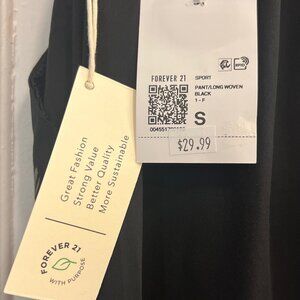 FOREVER 21
SPORT
PANT/LONG WOVEN
BLACK
1 - F
S
$29.99
RFID
Great Fashion
Strong Value
Better Quality
More Sustainable
FOREVER 21
WITH PURPOSE